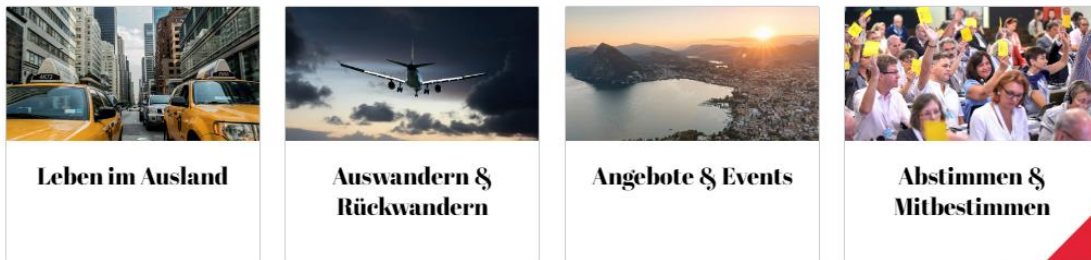 Leben im Ausland
Auswandern &
Rückwandern
Angebote & Events
Abstimmen &
Mitbestimmen